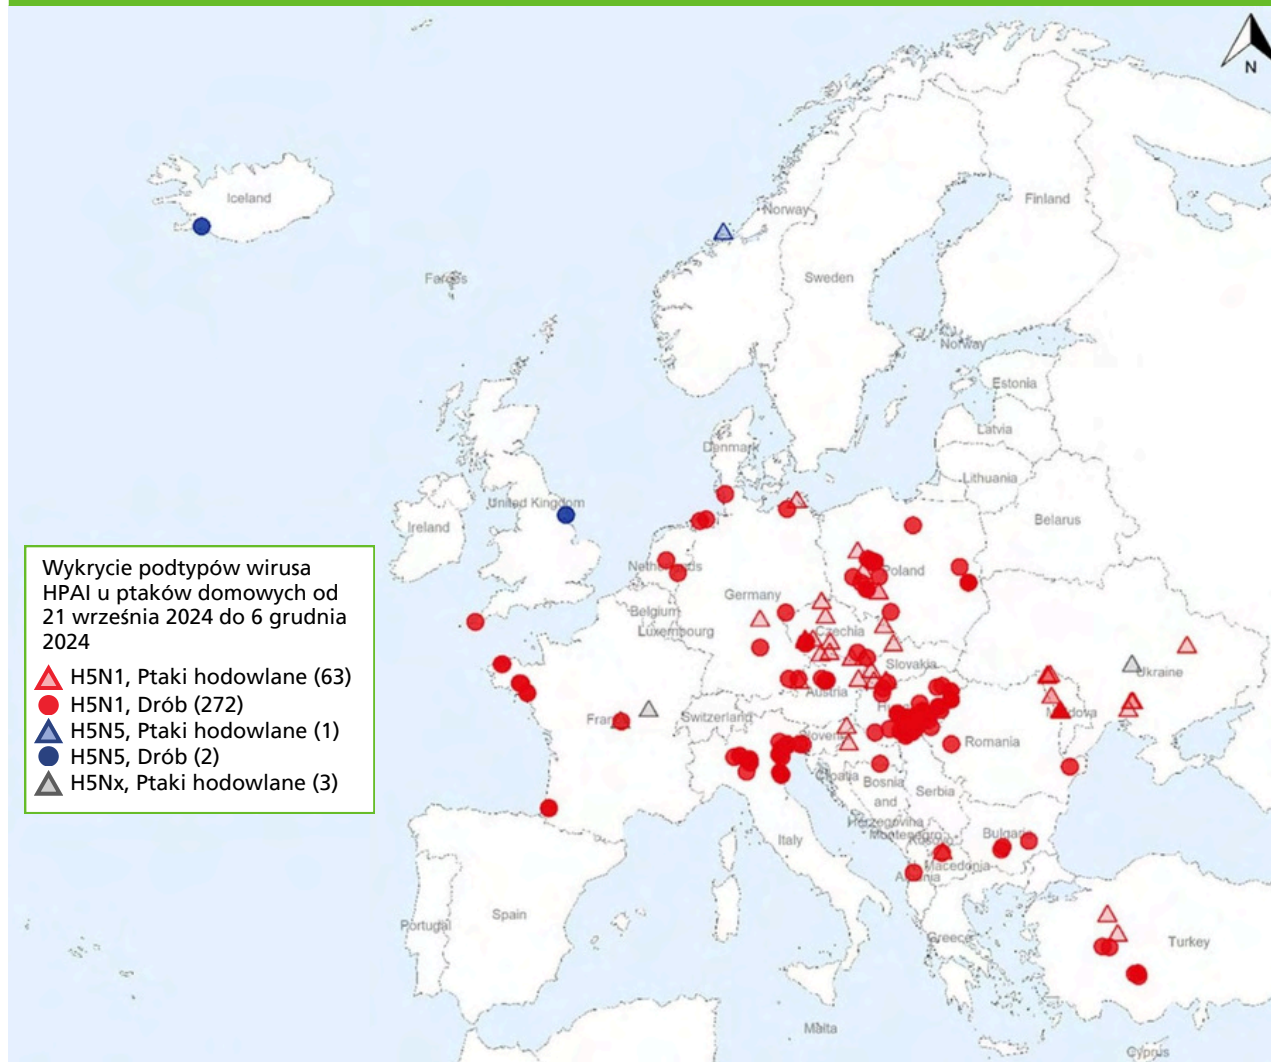 N
Iceland
Norway
Finland
Faroes
Sweden
Norway
Estonia
Latvia
Denmark
Lithuania
United Kingdom
Ireland
Belarus
Netherlands
Poland
Germany
Belgium
Luxembourg
Czechia
Slovakia
Ukraine
Austria
France
Switzerland
Moldova
Slovenia
Romania
Croatia
Bosnia
and
Herzegovina
Serbia
Montenegro
Kosovo
Bulgaria
Italy
N. Macedonia
Albania
Spain
Portugal
Greece
Turkey
Malta
Cyprus
Wykrycie podtypów wirusa
HPAI u ptaków domowych od
21 września 2024 do 6 grudnia
2024
H5N1, Ptaki hodowlane (63)
H5N1, Drób (272)
H5N5, Ptaki hodowlane (1)
H5N5, Drób (2)
H5Nx, Ptaki hodowlane (3)